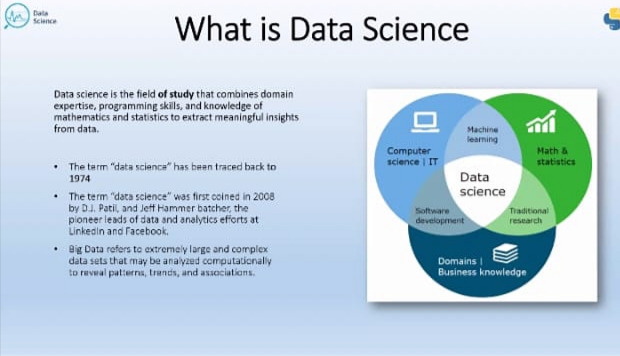 Data
Science
What is Data Science
Data science is the field of study that combines domain
expertise, programming skills, and knowledge of
mathematics and statistics to extract meaningful insights
from data.
• The term "data science" has been traced back to
1974
• The term "data science" was first coined in 2008
by D.J. Patil, and Jeff Hammer batcher, the
pioneer leads of data and analytics efforts at
LinkedIn and Facebook.
• Big Data refers to extremely large and complex
data sets that may be analyzed computationally
to reveal patterns, trends, and associations.
Computer
science | IT
Machine
learning
Math &
statistics
Data
science
Software
development
Traditional
research
Domains |
Business knowledge